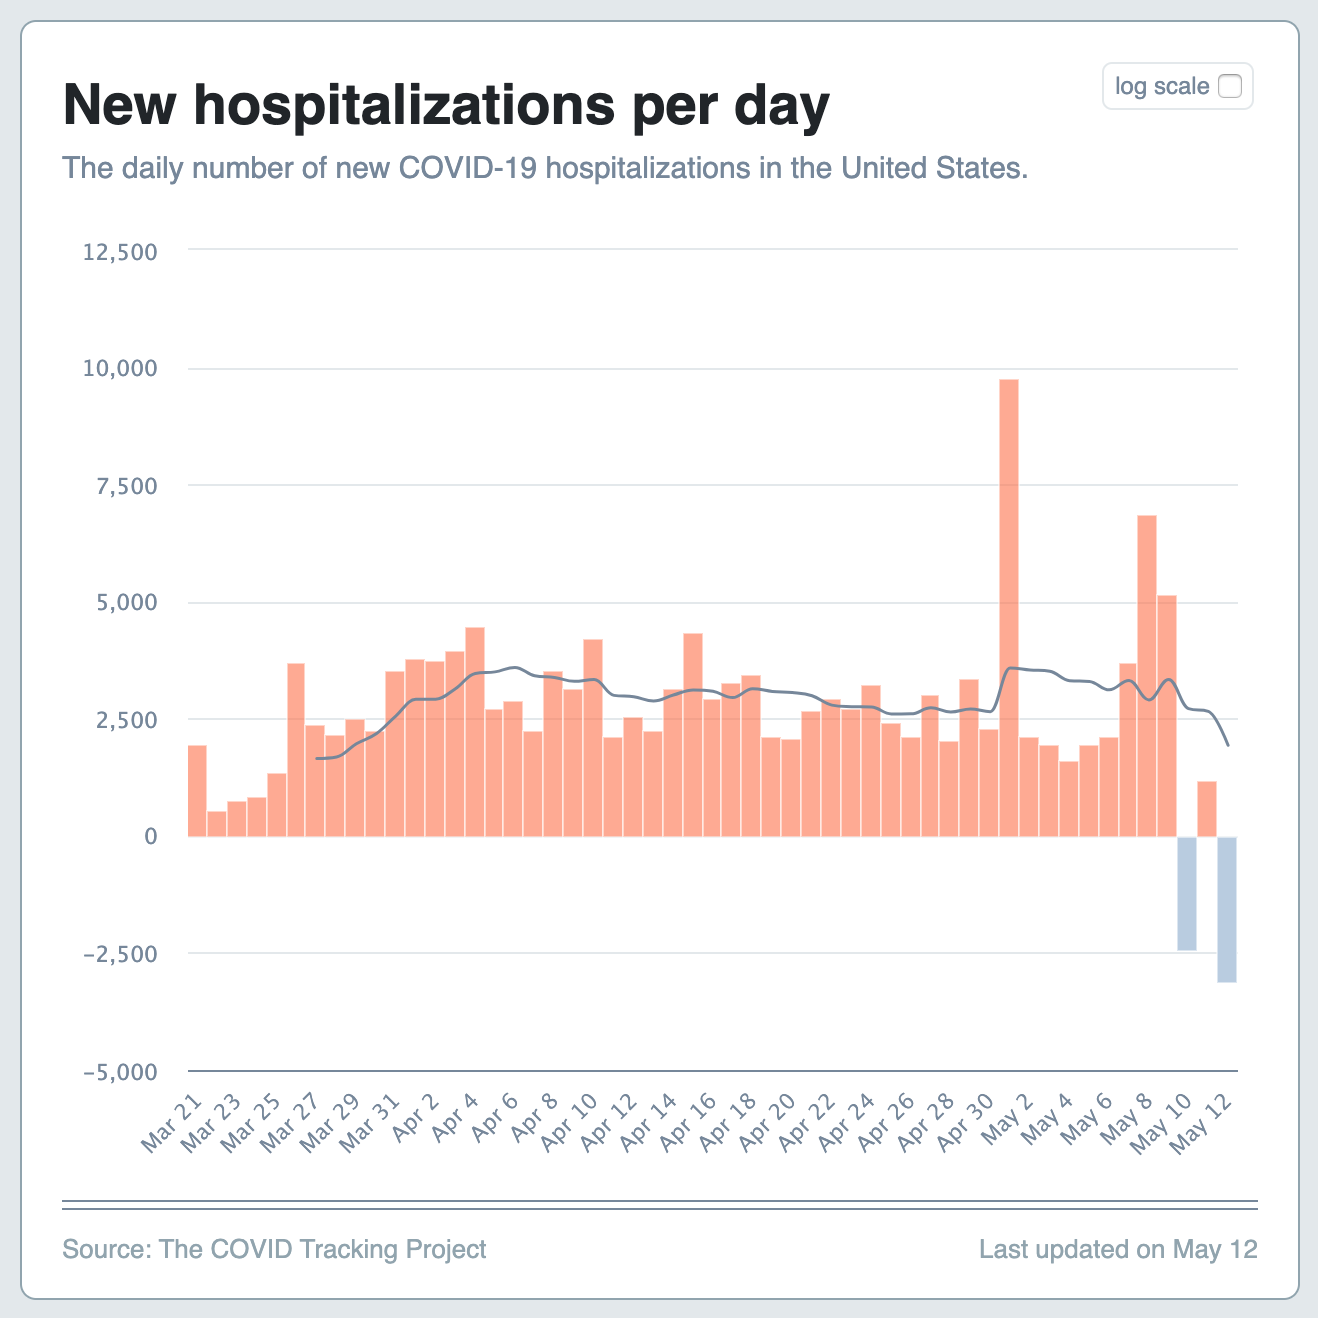 New hospitalizations per day
log scale
The daily number of new COVID-19 hospitalizations in the United States.
12,500
10,000
7,500
5,000
2,500
0
−2,500
−5,000
Mar 21
Mar 23
Mar 25
Mar 27
Mar 29
Mar 31
Apr 2
Apr 4
Apr 6
Apr 8
Apr 10
Apr 12
Apr 14
Apr 16
Apr 18
Apr 20
Apr 22
Apr 24
Apr 26
Apr 28
Apr 30
May 2
May 4
May 6
May 8
May 10
May 12
Source: The COVID Tracking Project
Last updated on May 12